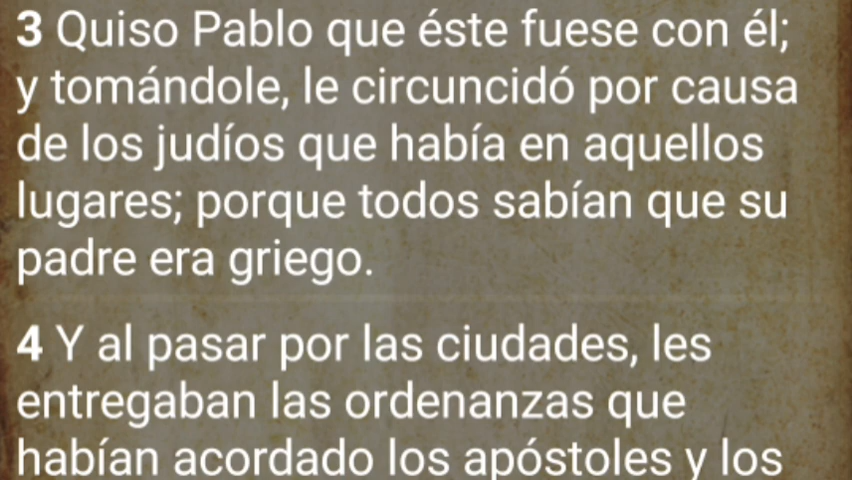 3 Quiso Pablo que éste fuese con él;
y tomándole, le circuncidó por causa
de los judíos que había en aquellos
lugares; porque todos sabían que su
padre era griego.
4 Y al pasar por las ciudades, les
entregaban las ordenanzas que
habían acordado los apóstoles y los